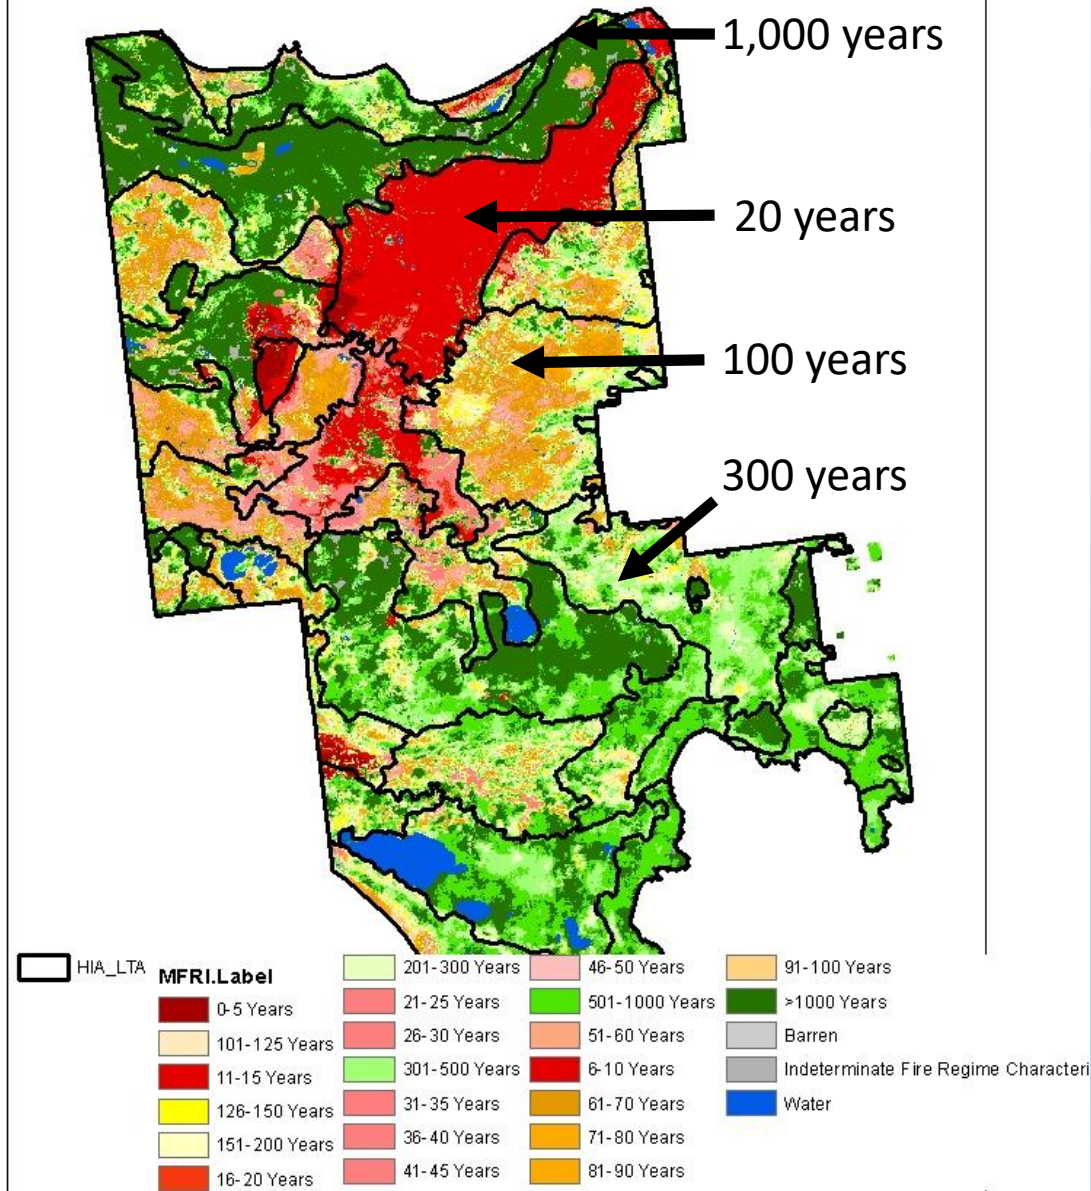 1,000 years
20 years
100 years
300 years
HIA_LTA
MFRI.Label
0-5 Years
101-125 Years
11-15 Years
126-150 Years
151-200 Years
16-20 Years
201-300 Years
21-25 Years
26-30 Years
301-500 Years
31-35 Years
36-40 Years
41-45 Years
46-50 Years
501-1000 Years
51-60 Years
6-10 Years
61-70 Years
71-80 Years
81-90 Years
91-100 Years
>1000 Years
Barren
Indeterminate Fire Regime Characteri
Water